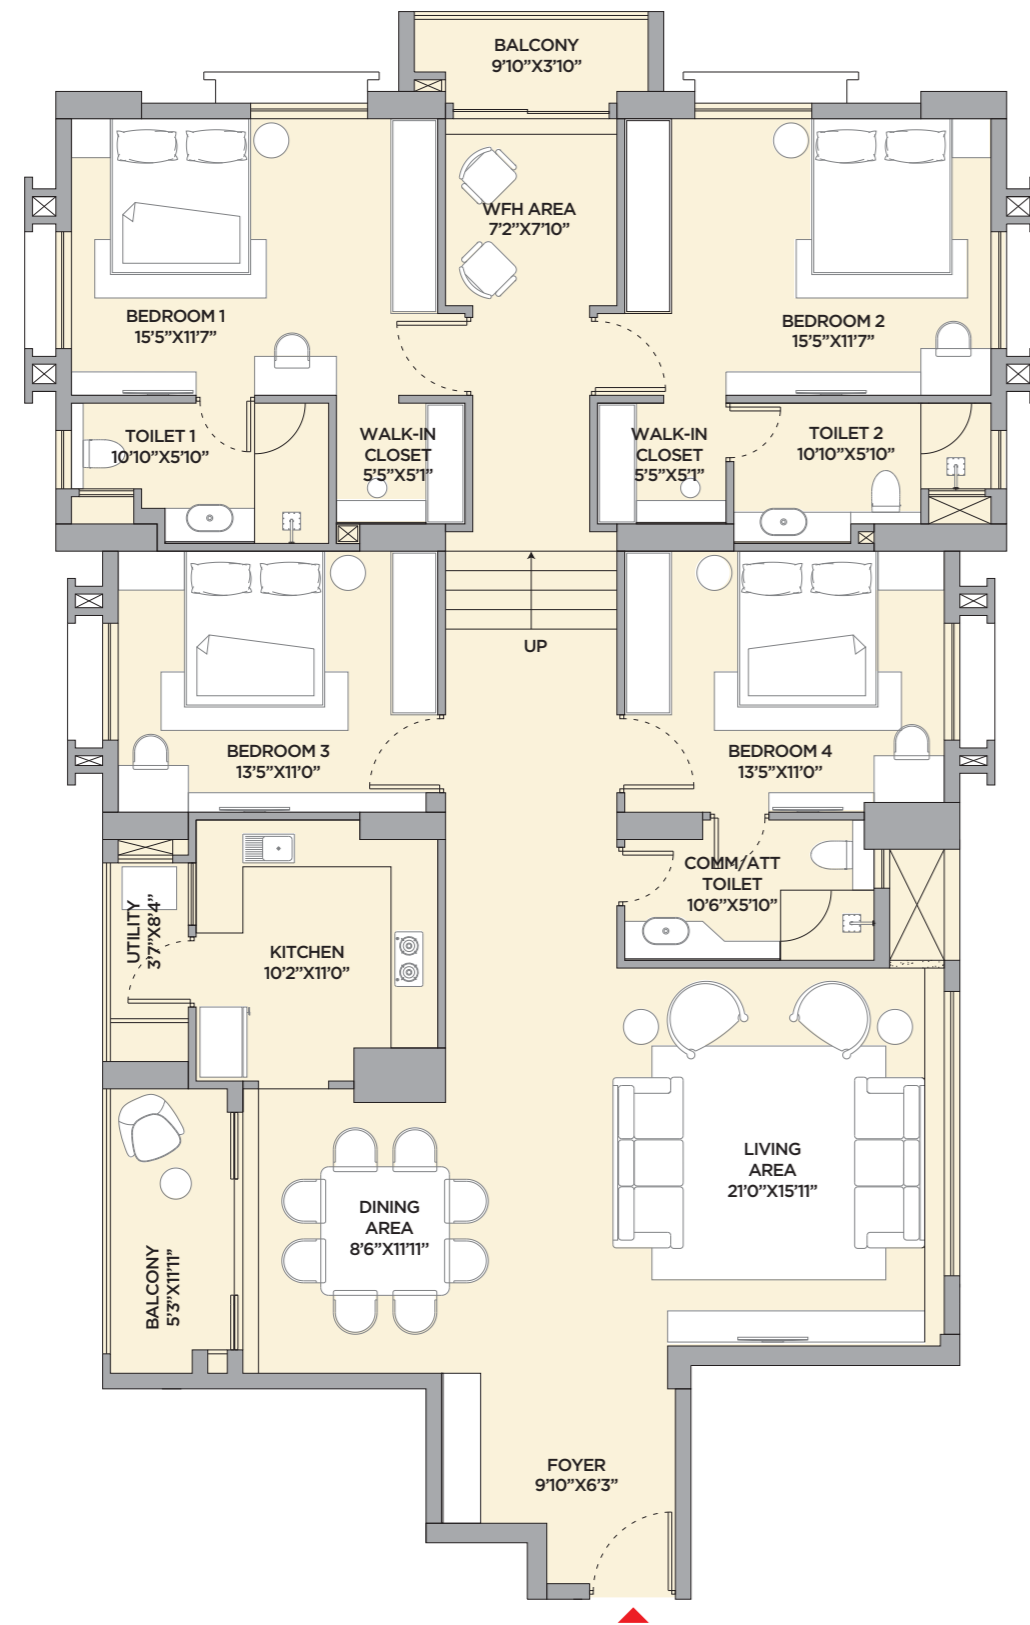 BALCONY
9'10"X3'10"
WFH AREA
7'2"X7'10"
BEDROOM 1
15'5"X11'7"
BEDROOM 2
15'5"X11'7"
TOILET 1
10'10"X5'10"
WALK-IN
CLOSET
5'5"X5'1"
WALK-IN
CLOSET
5'5"X5'1"
TOILET 2
10'10"X5'10"
UP
BEDROOM 3
13'5"X11'0"
BEDROOM 4
13'5"X11'0"
COMM/ATT
TOILET
10'6"X5'10"
UTILITY
3'7"X8'4"
KITCHEN
10'2"X11'0"
LIVING
AREA
21'0"X15'11"
DINING
AREA
8'6"X11'11"
BALCONY
5'3"X11'11"
FOYER
9'10"X6'3"